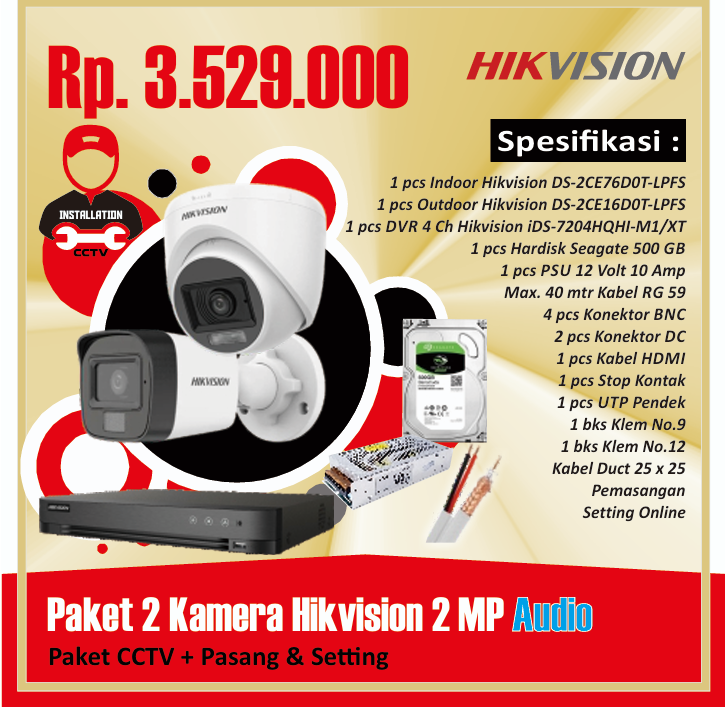 Rp. 3.529.000
HIKVISION
Spesifikasi :
1 pcs Indoor Hikvision DS-2CE76D0T-LPFS
1 pcs Outdoor Hikvision DS-2CE16D0T-LPFS
1 pcs DVR 4 Ch Hikvision iDS-7204HQHI-M1/XT
1 pcs Hardisk Seagate 500 GB
1 pcs PSU 12 Volt 10 Amp
Max. 40 mtr Kabel RG 59
4 pcs Konektor BNC
2 pcs Konektor DC
1 pcs Kabel HDMI
1 pcs Stop Kontak
1 pcs UTP Pendek
1 bks Klem No.9
1 bks Klem No.12
Kabel Duct 25 x 25
Pemasangan
Setting Online
INSTALLATION
CCTV
HIKVISION
HIKVISION
HIKVISION
Paket 2 Kamera Hikvision 2 MP Audio
Paket CCTV + Pasang & Setting